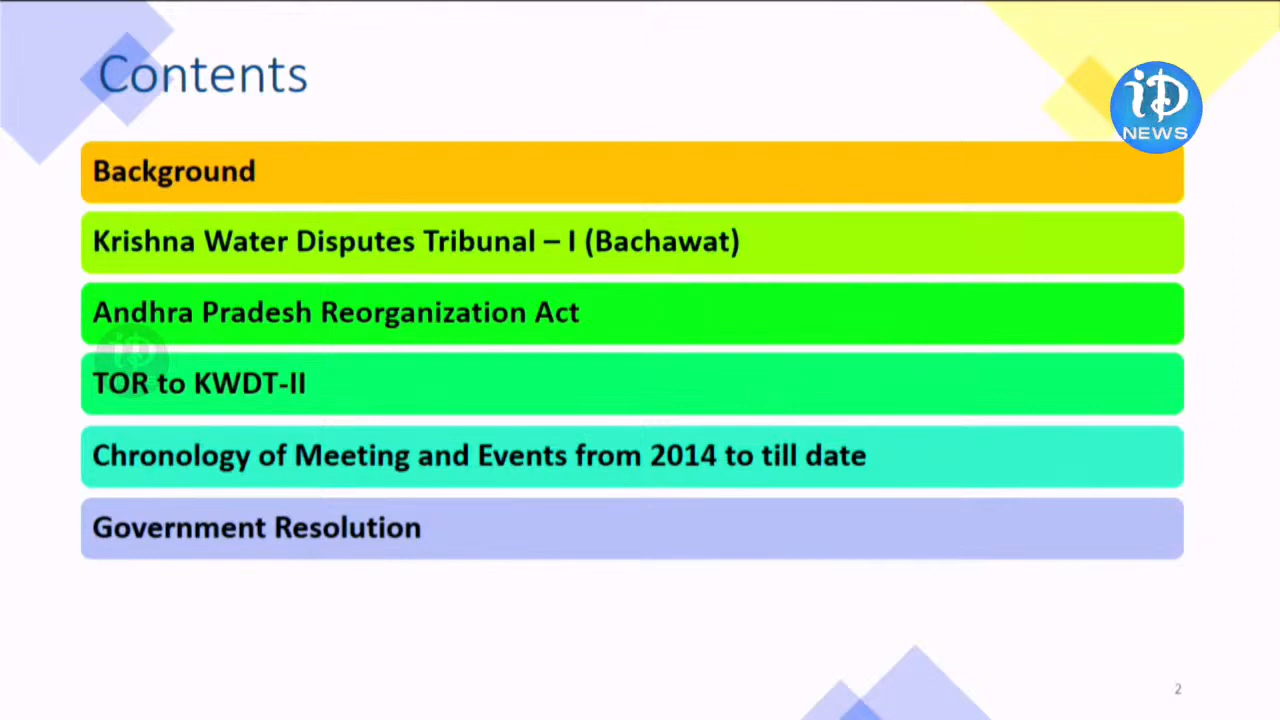 Contents
iD
NEWS
Background
Krishna Water Disputes Tribunal – I (Bachawat)
Andhra Pradesh Reorganization Act
iD
TOR to KWDT-II
Chronology of Meeting and Events from 2014 to till date
Government Resolution
2